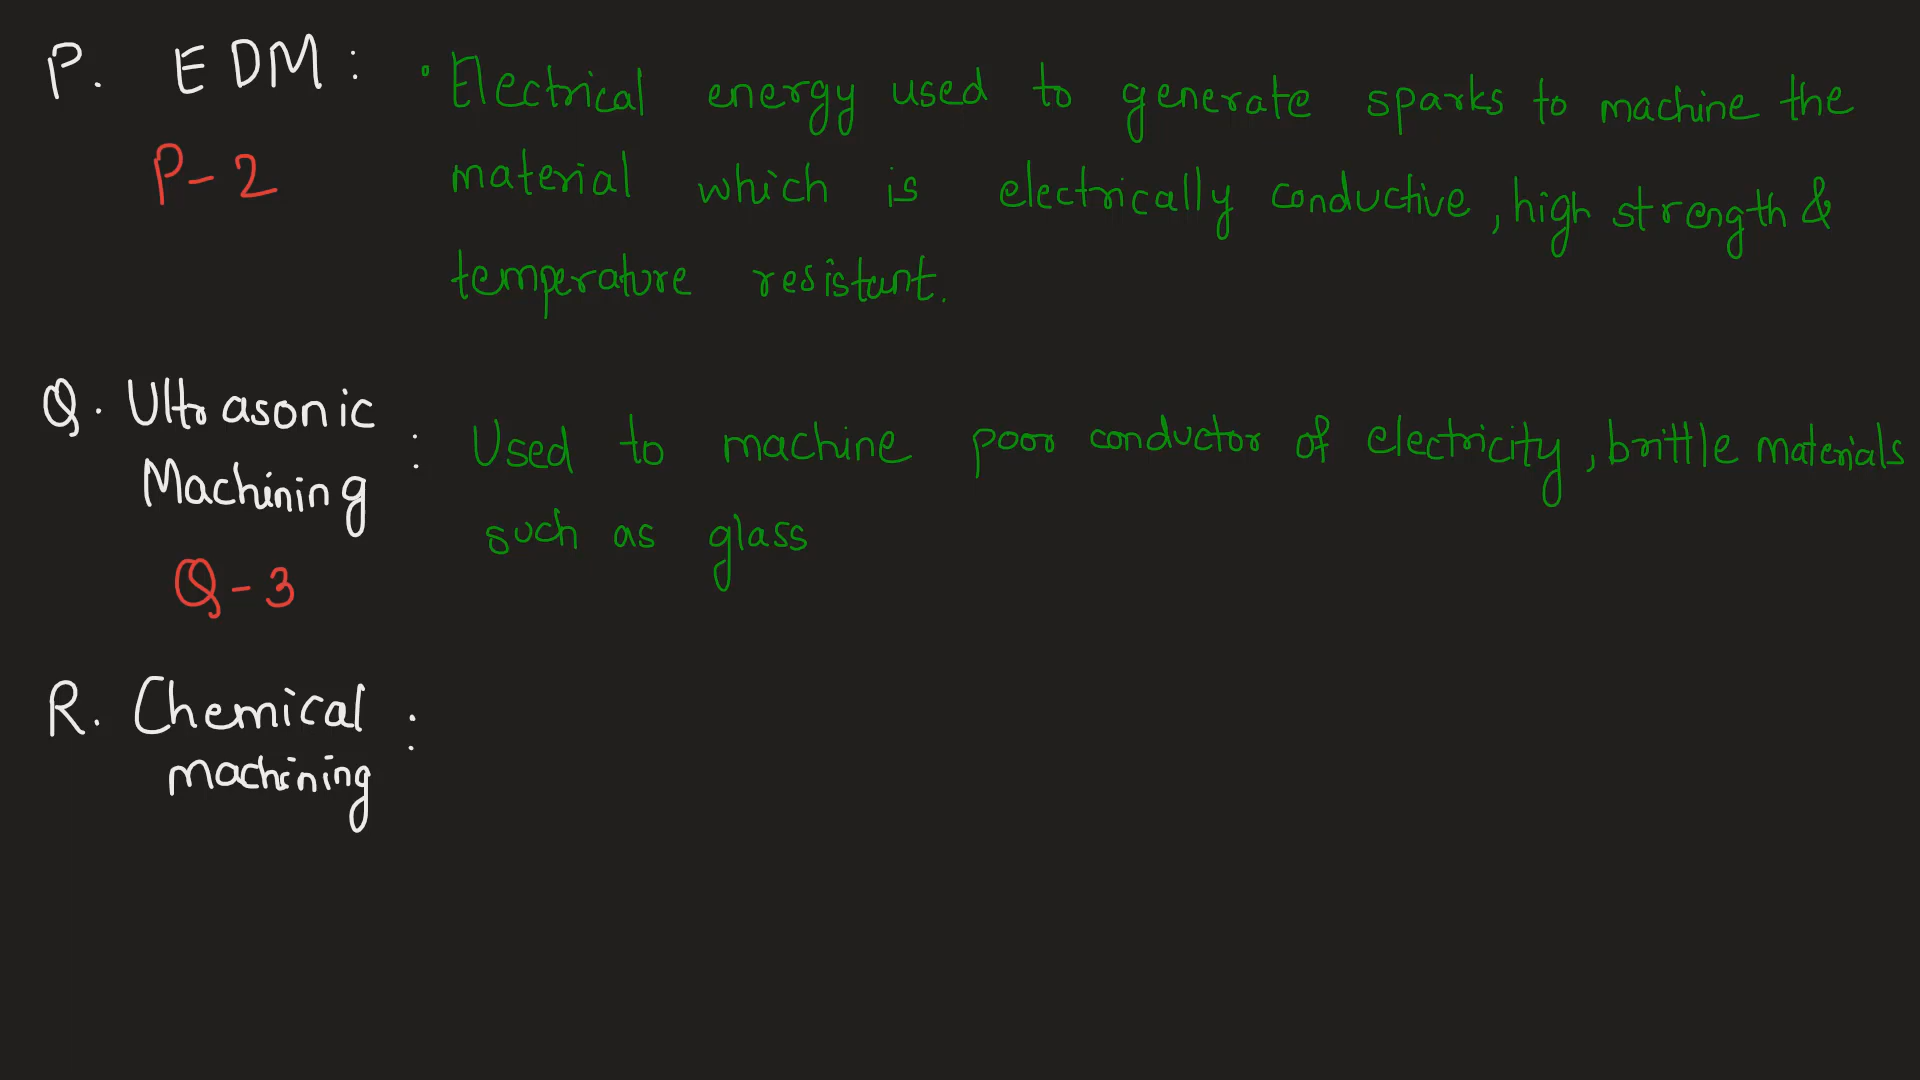 P. EDM : • Electrical energy used to generate sparks to machine the
P-2 material which is electrically conductive, high strength &
temperature resistant.
Q. Ultrasonic Machining : Used to machine poor conductor of electricity, brittle materials
such as glass
Q-3
R. Chemical :
machining